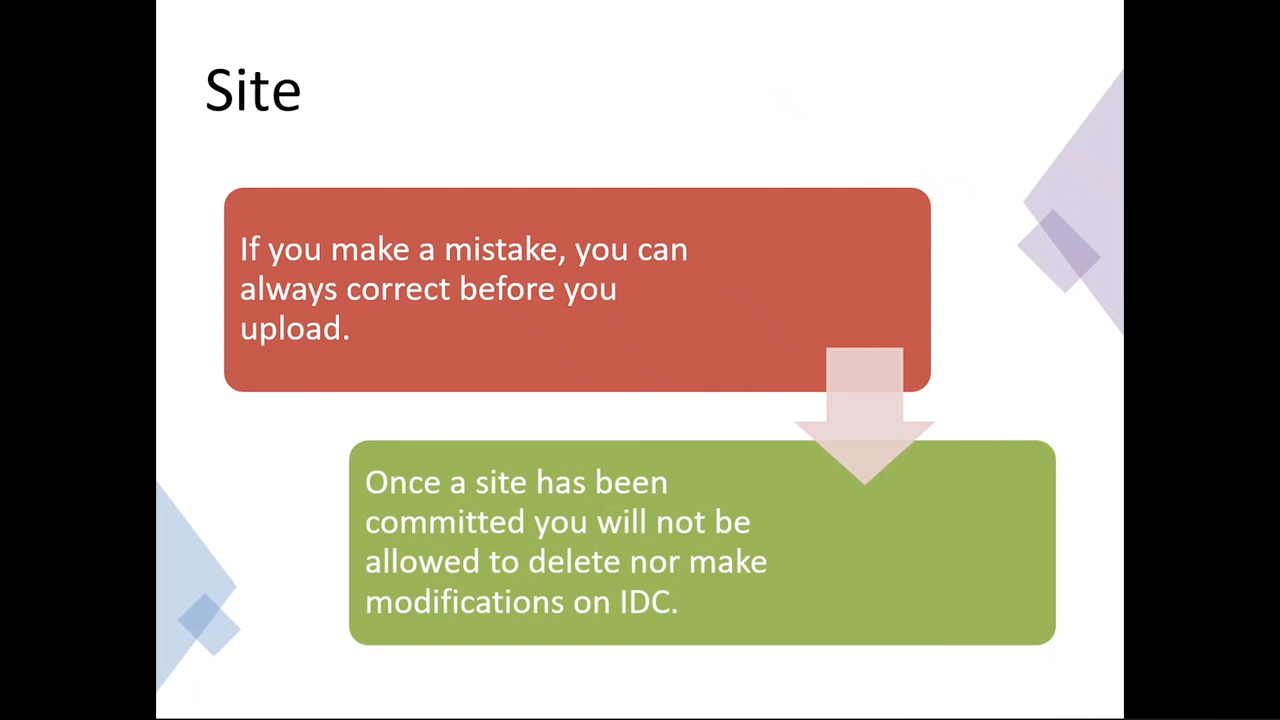 Site
If you make a mistake, you can
always correct before you
upload.
Once a site has been
committed you will not be
allowed to delete nor make
modifications on IDC.